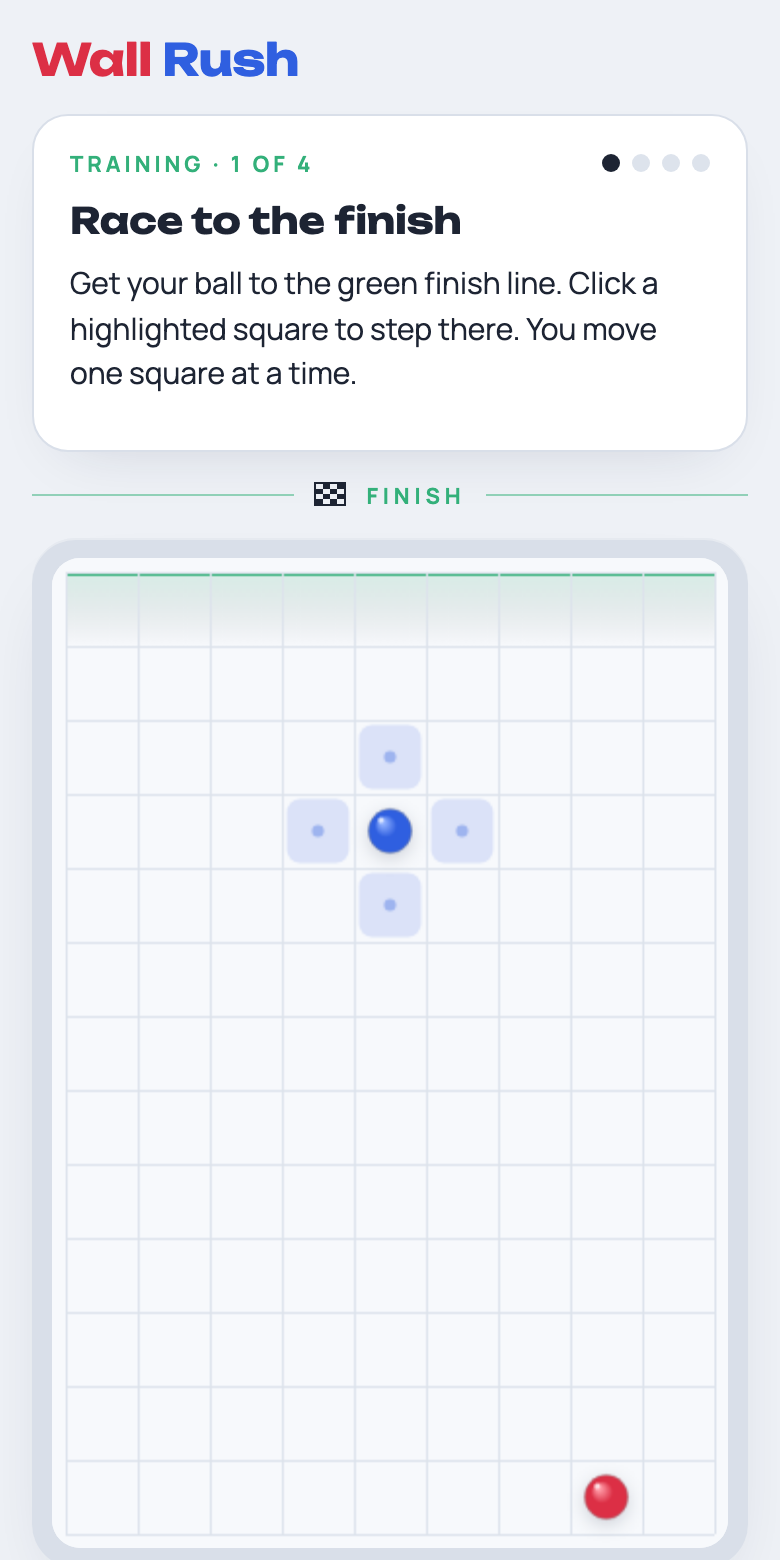 Wall Rush
TRAINING · 1 OF 4
Race to the finish
Get your ball to the green finish line. Click a
highlighted square to step there. You move
one square at a time.
FINISH